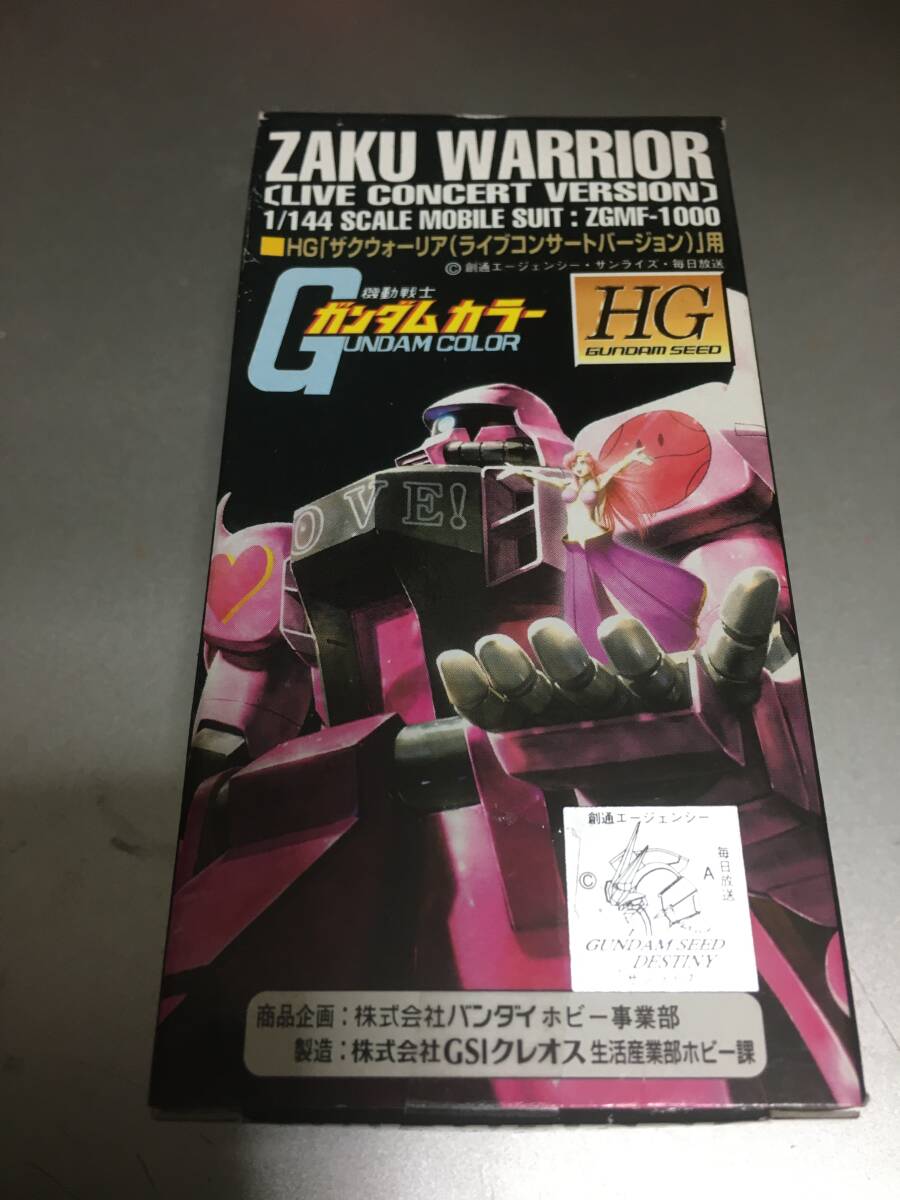 ZAKU WARRIOR
(LIVE CONCERT VERSION)
1/144 SCALE MOBILE SUIT : ZGMF-1000
■HG「ザクウォーリア(ライブコンサートバージョン)」用
©創通エージェンシー・サンライズ・毎日放送
機動戦士
ガンダムカラー
GUNDAM COLOR
HG
GUNDAM SEED
OVE!
創通エージェンシー
毎日放送
©
A
GUNDAM SEED
DESTINY
商品企画：株式会社バンダイ ホビー事業部
製造：株式会社GSIクレオス 生活産業部ホビー課